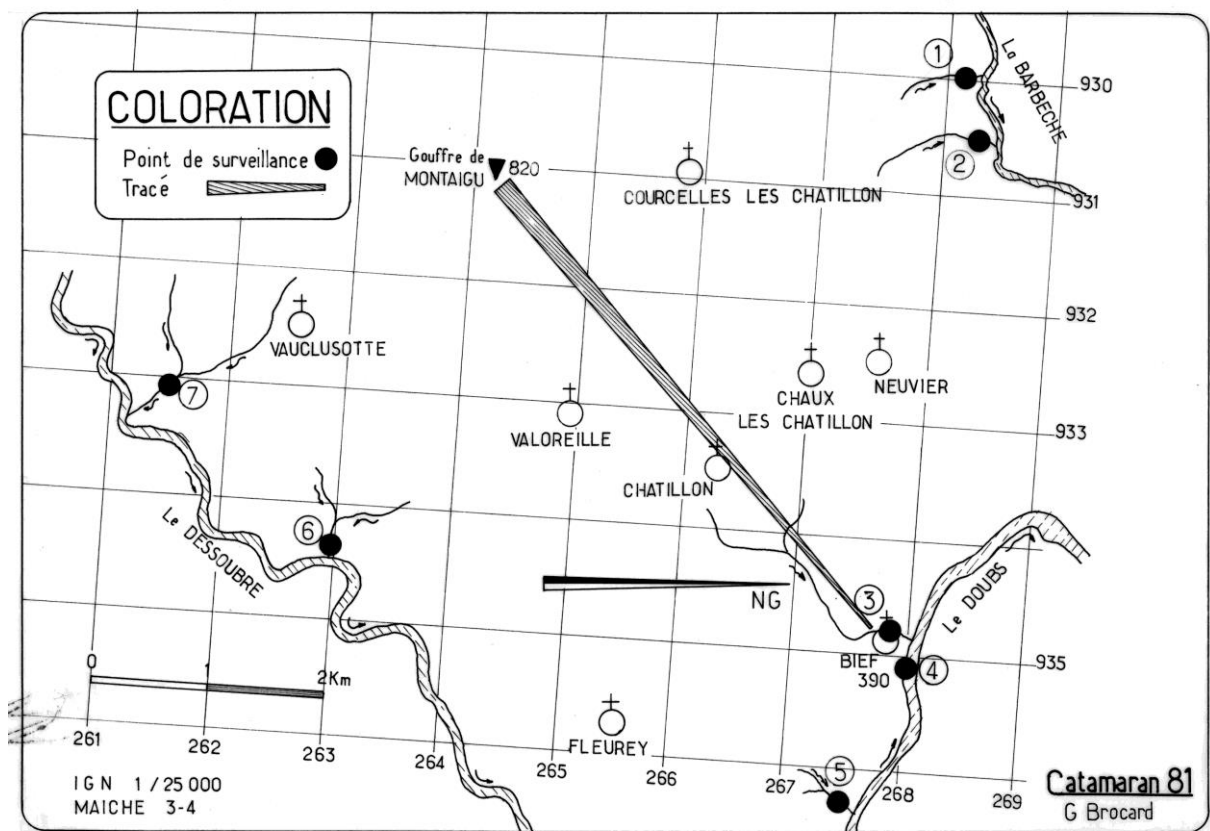 COLORATION
Point de surveillance
Tracé
Gouffre de
MONTAIGU
820
1
La BARBECHE
930
2
COURCELLES LES CHATILLON
931
932
VAUCLUSOTTE
7
VALOREILLE
CHAUX
LES CHATILLON
NEUVIER
933
CHATILLON
Le DESSOUBRE
6
NG
3
Le DOUBS
BIEF
390
4
935
0
1
2Km
FLEUREY
5
261
262
263
264
265
266
267
268
269
IGN 1/25000
MAICHE 3-4
Catamaran 81
G Brocard